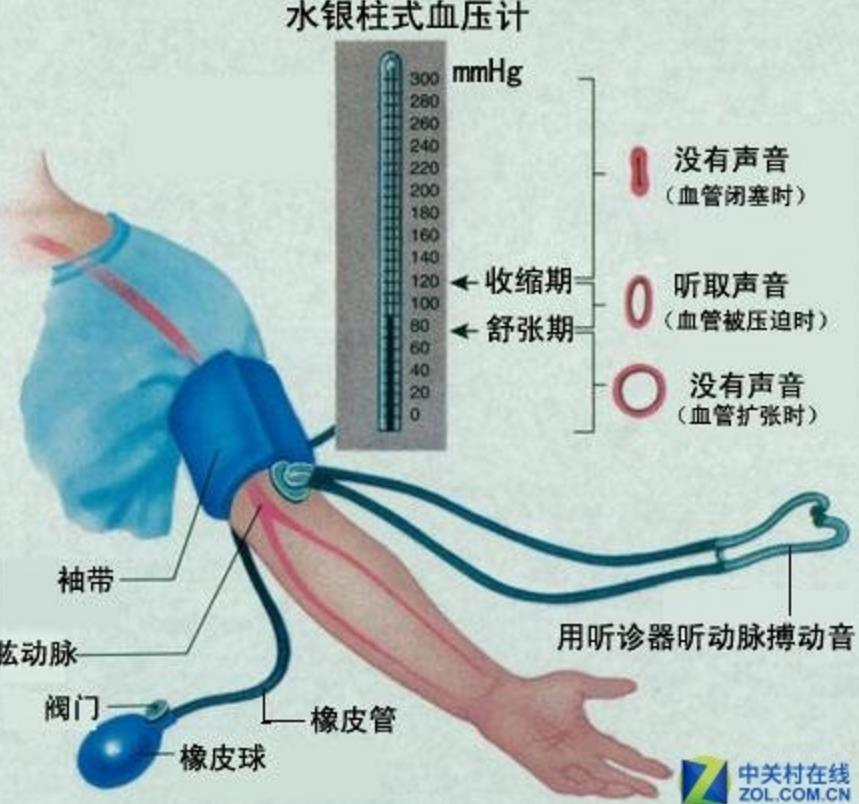 水银柱式血压计
mmHg
300
280
260
240
220
200
180
160
140
120
100
80
60
40
20
0
没有声音
（血管闭塞时）
收缩期
听取声音
（血管被压迫时）
舒张期
没有声音
（血管扩张时）
袖带
肱动脉
阀门
橡皮管
橡皮球
用听诊器听动脉搏动音
中关村在线
ZOL.COM.CN